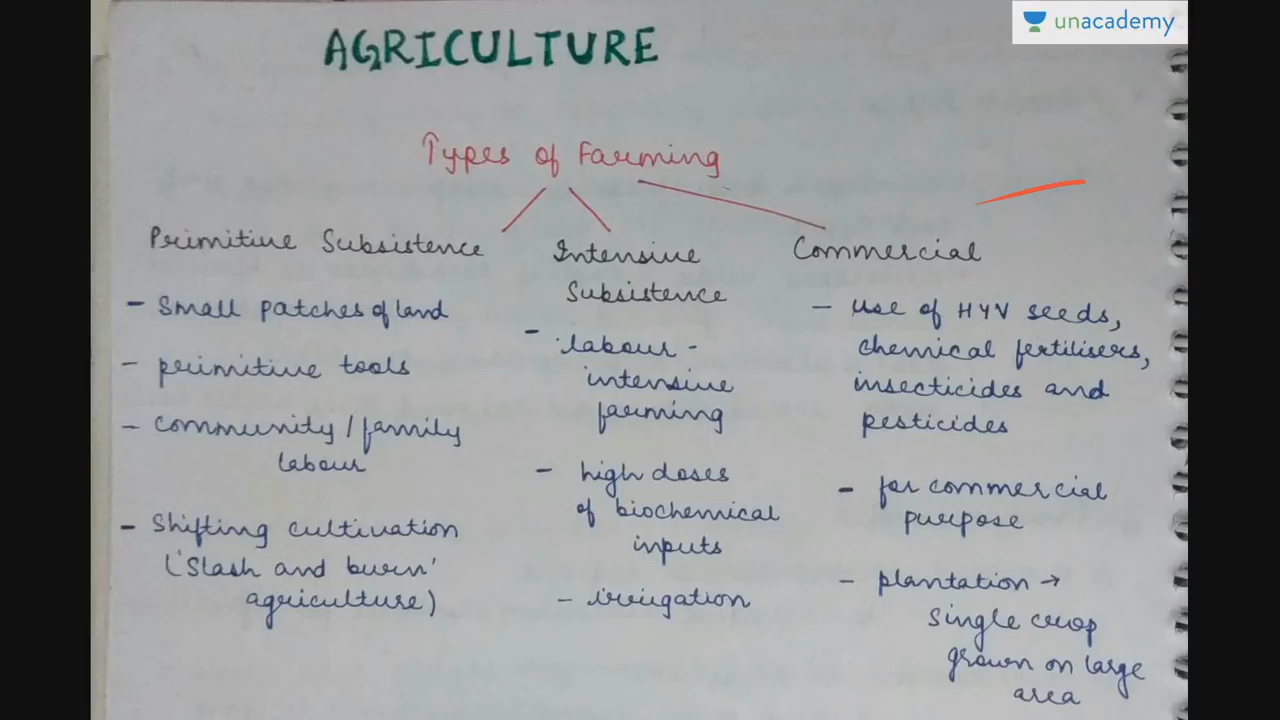 unacademy
AGRICULTURE
Types of Farming
Primitive Subsistence
- Small patches of land
- primitive tools
- community/family
labour
- Shifting cultivation
('Slash and burn'
agriculture)
Intensive
Subsistence
- labour-
intensive
farming
- high doses
of biochemical
inputs
- irrigation
Commercial
- use of HYV seeds,
chemical fertilisers,
insecticides and
pesticides
- for commercial
purpose
- plantation →
single crop
grown on large
area